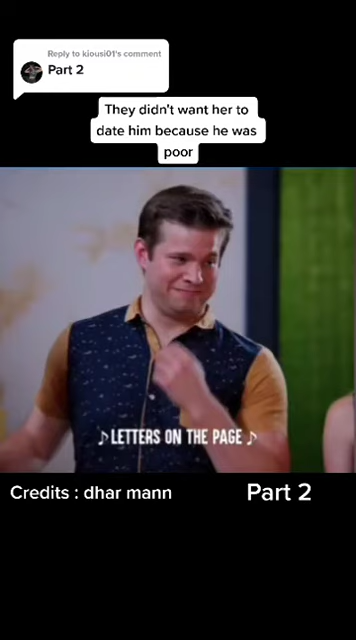 Reply to kiousi01's comment
Part 2
They didn't want her to
date him because he was
poor
♪ LETTERS ON THE PAGE ♪
Credits : dhar mann
Part 2